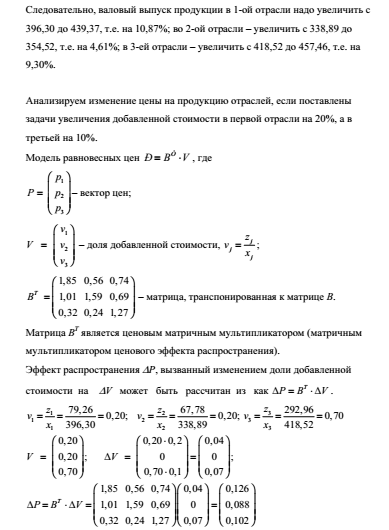 Следовательно, валовый выпуск продукции в 1-ой отрасли надо увеличить с
396,30 до 439,37, т.е. на 10,87%; во 2-ой отрасли – увеличить с 338,89 до
354,52, т.е. на 4,61%; в 3-ей отрасли – увеличить с 418,52 до 457,46, т.е. на
9,30%.
Анализируем изменение цены на продукцию отраслей, если поставлены
задачи увеличения добавленной стоимости в первой отрасли на 20%, а в
третьей на 10%.
Модель равновесных цен Đ = B^Ò · V , где
P = (p₁ p₂ p₃) – вектор цен;
V = (v₁ v₂ v₃) – доля добавленной стоимости, vⱼ = zⱼ/xⱼ ;
Bᵀ = (1,85 0,56 0,74
1,01 1,59 0,69
0,32 0,24 1,27) – матрица, транспонированная к матрице B.
Матрица Bᵀ является ценовым матричным мультипликатором (матричным
мультипликатором ценового эффекта распространения).
Эффект распространения ΔP, вызванный изменением доли добавленной
стоимости на ΔV может быть рассчитан из как ΔP = Bᵀ · ΔV .
v₁ = z₁/x₁ = 79,26/396,30 = 0,20; v₂ = z₂/x₂ = 67,78/338,89 = 0,20; v₃ = z₃/x₃ = 292,96/418,52 = 0,70
V = (0,20 0,20 0,70); ΔV = (0,20·0,2 0 0,70·0,1) = (0,04 0 0,07);
ΔP = Bᵀ · ΔV = (1,85 0,56 0,74
1,01 1,59 0,69
0,32 0,24 1,27)(0,04 0 0,07) = (0,126 0,088 0,102)